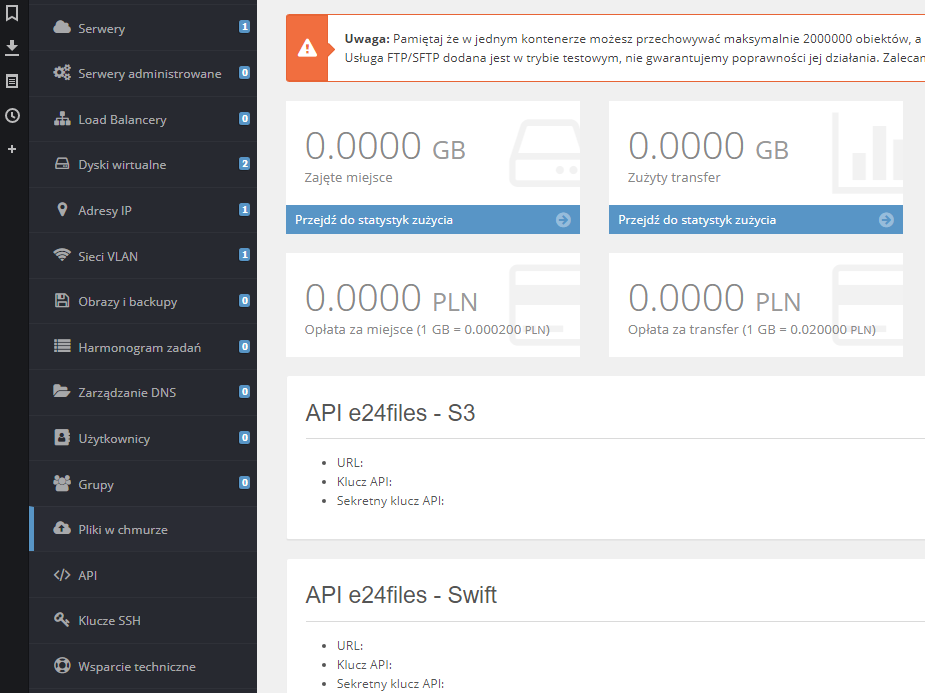 Serwery 1
Serwery administrowane 0
Load Balancery 0
Dyski wirtualne 2
Adresy IP 1
Sieci VLAN 1
Obrazy i backupy 0
Harmonogram zadań 0
Zarządzanie DNS 0
Użytkownicy 0
Grupy 0
Pliki w chmurze
API
Klucze SSH
Wsparcie techniczne
Uwaga: Pamiętaj że w jednym kontenerze możesz przechowywać maksymalnie 2000000 obiektów, a
Usługa FTP/SFTP dodana jest w trybie testowym, nie gwarantujemy poprawności jej działania. Zalecan
0.0000 GB
Zajęte miejsce
Przejdź do statystyk zużycia
0.0000 GB
Zużyty transfer
Przejdź do statystyk zużycia
0.0000 PLN
Opłata za miejsce (1 GB = 0.000200 PLN)
0.0000 PLN
Opłata za transfer (1 GB = 0.020000 PLN)
API e24files - S3
• URL:
• Klucz API:
• Sekretny klucz API:
API e24files - Swift
• URL:
• Klucz API:
• Sekretny klucz API: